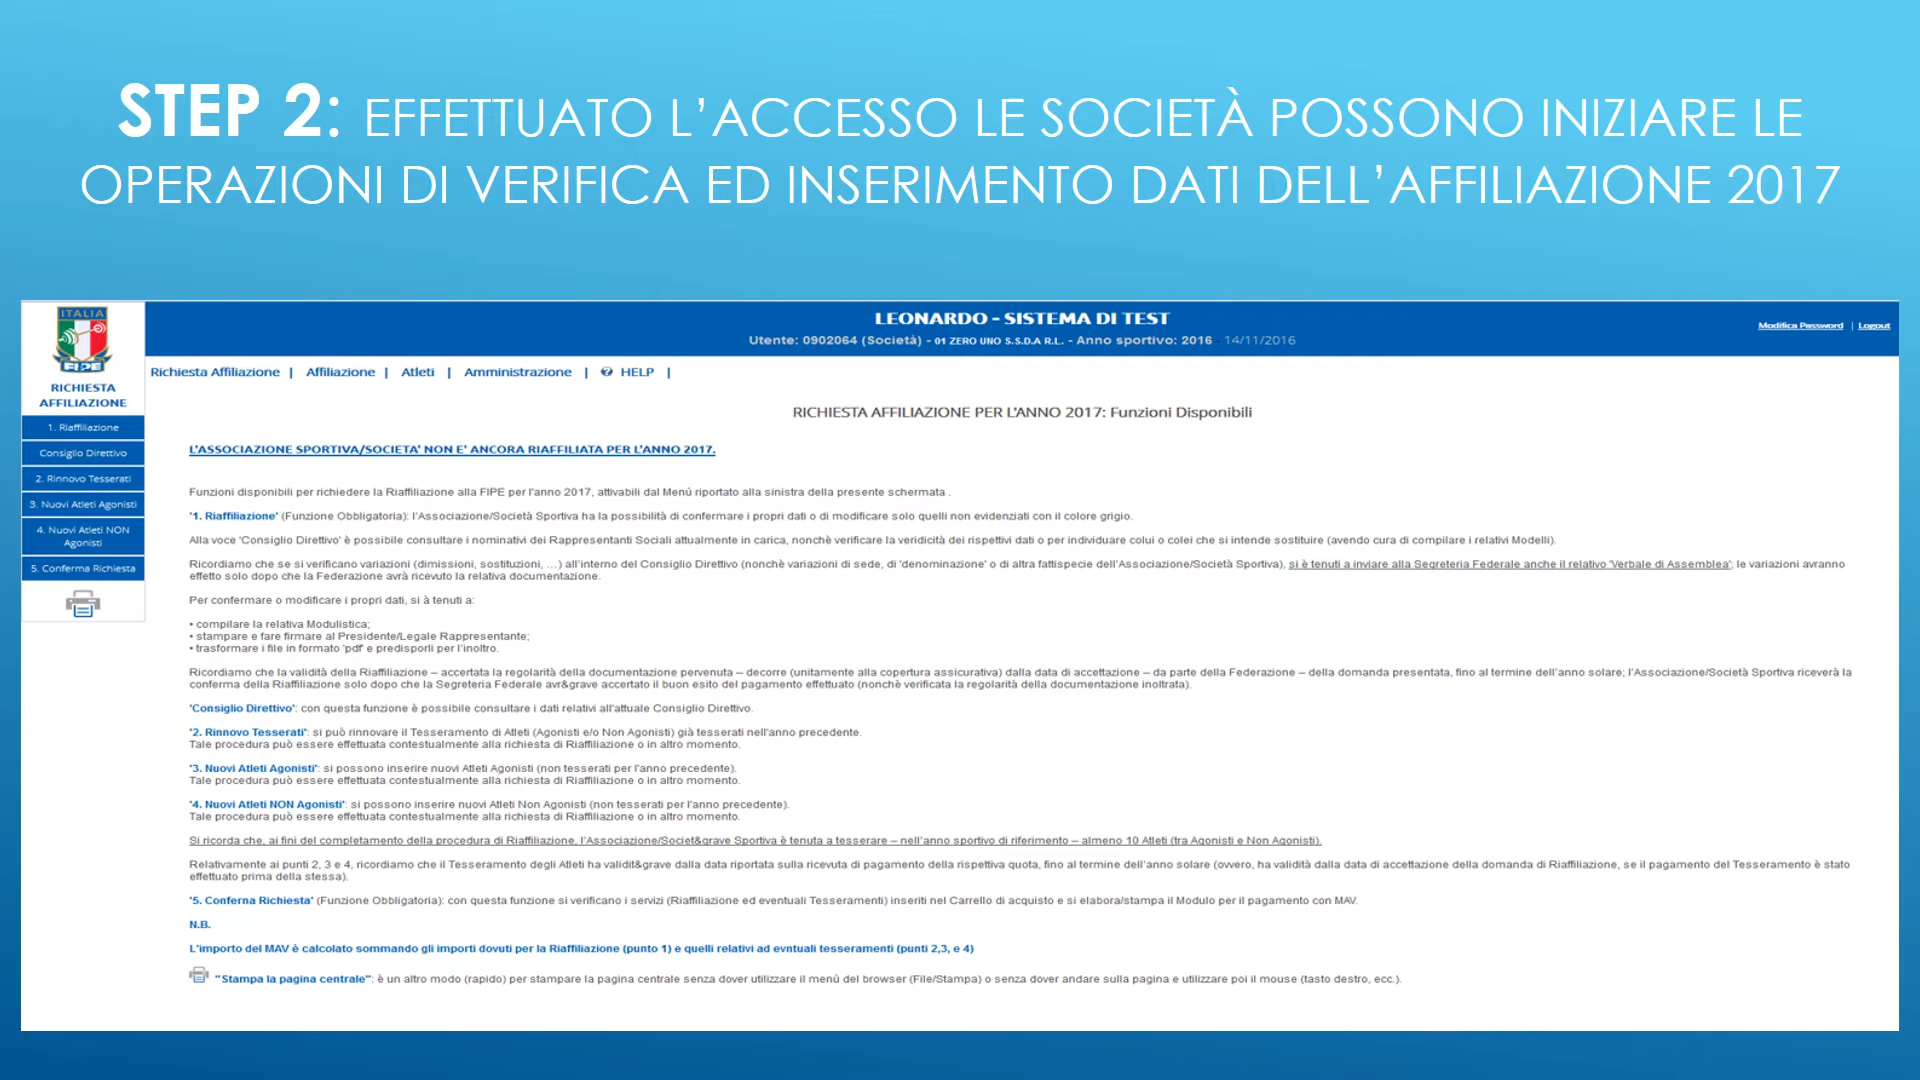 STEP 2: EFFETTUATO L’ACCESSO LE SOCIETÀ POSSONO INIZIARE LE
OPERAZIONI DI VERIFICA ED INSERIMENTO DATI DELL’AFFILIAZIONE 2017
ITALIA
FIPE
RICHIESTA
AFFILIAZIONE
1. Riaffiliazione
Consiglio Direttivo
2. Rinnovo Tesserati
3. Nuovi Atleti Agonisti
4. Nuovi Atleti NON
Agonisti
5. Conferma Richiesta
LEONARDO - SISTEMA DI TEST
Utente: 0902064 (Società) - 01 ZERO UNO S.S.D.A R.L. - Anno sportivo: 2016 - 14/11/2016
Modifica Password | Logout
Richiesta Affiliazione | Affiliazione | Atleti | Amministrazione | HELP |
RICHIESTA AFFILIAZIONE PER L'ANNO 2017: Funzioni Disponibili
L'ASSOCIAZIONE SPORTIVA/SOCIETA' NON E' ANCORA RIAFFILIATA PER L'ANNO 2017.
Funzioni disponibili per richiedere la Riaffiliazione alla FIPE per l'anno 2017, attivabili dal Menù riportato alla sinistra della presente schermata .
'1. Riaffiliazione' (Funzione Obbligatoria): l’Associazione/Società Sportiva ha la possibilità di confermare i propri dati o di modificare solo quelli non evidenziati con il colore grigio.
Alla voce 'Consiglio Direttivo' è possibile consultare i nominativi dei Rappresentanti Sociali attualmente in carica, nonchè verificare la veridicità dei rispettivi dati o per individuare colui o colei che si intende sostituire (avendo cura di compilare i relativi Modelli).
Ricordiamo che se si verificano variazioni (dimissioni, sostituzioni, ...) all’interno del Consiglio Direttivo (nonchè variazioni di sede, di 'denominazione' o di altra fattispecie dell’Associazione/Società Sportiva), si è tenuti a inviare alla Segreteria Federale anche il relativo 'Verbale di Assemblea'; le variazioni avranno
effetto solo dopo che la Federazione avrà ricevuto la relativa documentazione.
Per confermare o modificare i propri dati, si à tenuti a:
• compilare la relativa Modulistica;
• stampare e fare firmare al Presidente/Legale Rappresentante;
• trasformare i file in formato 'pdf' e predisporli per l’inoltro.
Ricordiamo che la validità della Riaffiliazione – accertata la regolarità della documentazione pervenuta – decorre (unitamente alla copertura assicurativa) dalla data di accettazione – da parte della Federazione – della domanda presentata, fino al termine dell’anno solare; l’Associazione/Società Sportiva riceverà la
conferma della Riaffiliazione solo dopo che la Segreteria Federale avr&grave accertato il buon esito del pagamento effettuato (nonchè verificata la regolarità della documentazione inoltrata).
'Consiglio Direttivo': con questa funzione è possibile consultare i dati relativi all'attuale Consiglio Direttivo.
'2. Rinnovo Tesserati': si può rinnovare il Tesseramento di Atleti (Agonisti e/o Non Agonisti) già tesserati nell'anno precedente.
Tale procedura può essere effettuata contestualmente alla richiesta di Riaffiliazione o in altro momento.
'3. Nuovi Atleti Agonisti': si possono inserire nuovi Atleti Agonisti (non tesserati per l'anno precedente).
Tale procedura può essere effettuata contestualmente alla richiesta di Riaffiliazione o in altro momento.
'4. Nuovi Atleti NON Agonisti': si possono inserire nuovi Atleti Non Agonisti (non tesserati per l'anno precedente).
Tale procedura può essere effettuata contestualmente alla richiesta di Riaffiliazione o in altro momento.
Si ricorda che, ai fini del completamento della procedura di Riaffiliazione, l’Associazione/Societ&grave Sportiva è tenuta a tesserare – nell’anno sportivo di riferimento – almeno 10 Atleti (tra Agonisti e Non Agonisti).
Relativamente ai punti 2, 3 e 4, ricordiamo che il Tesseramento degli Atleti ha validit&grave dalla data riportata sulla ricevuta di pagamento della rispettiva quota, fino al termine dell’anno solare (ovvero, ha validità dalla data di accettazione della domanda di Riaffiliazione, se il pagamento del Tesseramento è stato
effettuato prima della stessa).
'5. Conferna Richiesta' (Funzione Obbligatoria): con questa funzione si verificano i servizi (Riaffiliazione ed eventuali Tesseramenti) inseriti nel Carrello di acquisto e si elabora/stampa il Modulo per il pagamento con MAV.
N.B.
L'importo del MAV è calcolato sommando gli importi dovuti per la Riaffiliazione (punto 1) e quelli relativi ad evntuali tesseramenti (punti 2,3, e 4)
"Stampa la pagina centrale": è un altro modo (rapido) per stampare la pagina centrale senza dover utilizzare il menù del browser (File/Stampa) o senza dover andare sulla pagina e utilizzare poi il mouse (tasto destro, ecc.).